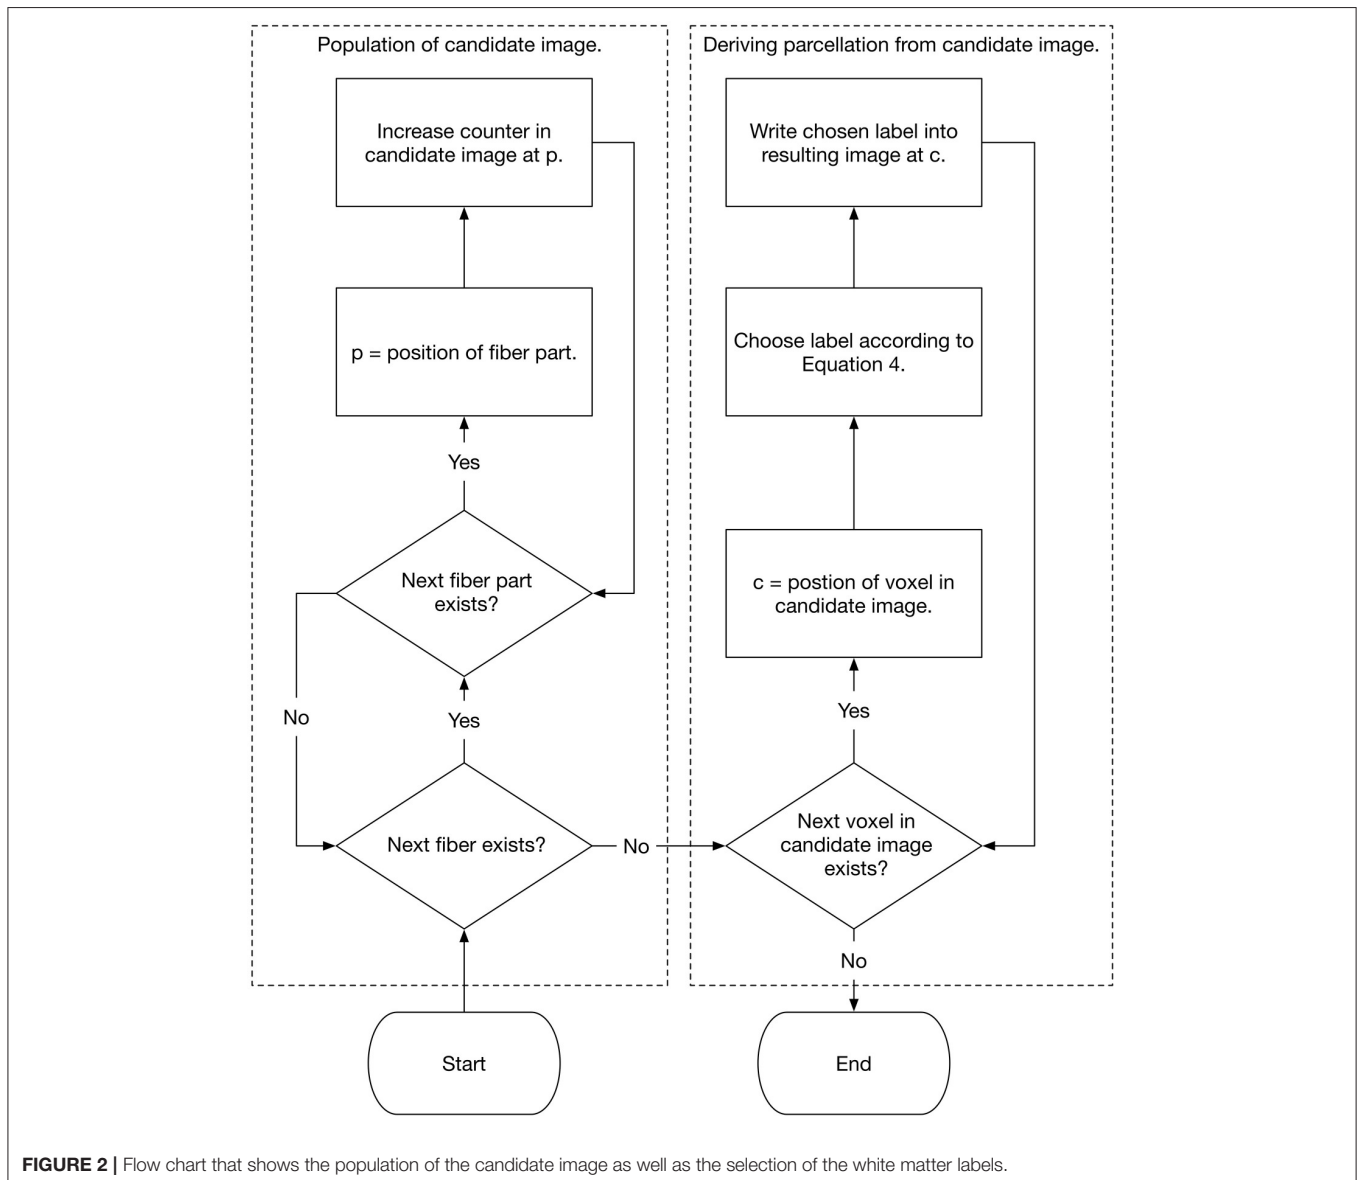 Population of candidate image.
Increase counter in
candidate image at p.
p = position of fiber part.
Yes
Next fiber part
exists?
No
Yes
Next fiber exists?
No
Start
Deriving parcellation from candidate image.
Write chosen label into
resulting image at c.
Choose label according to
Equation 4.
c = postion of voxel in
candidate image.
Yes
Next voxel in
candidate image
exists?
No
End
FIGURE 2 | Flow chart that shows the population of the candidate image as well as the selection of the white matter labels.